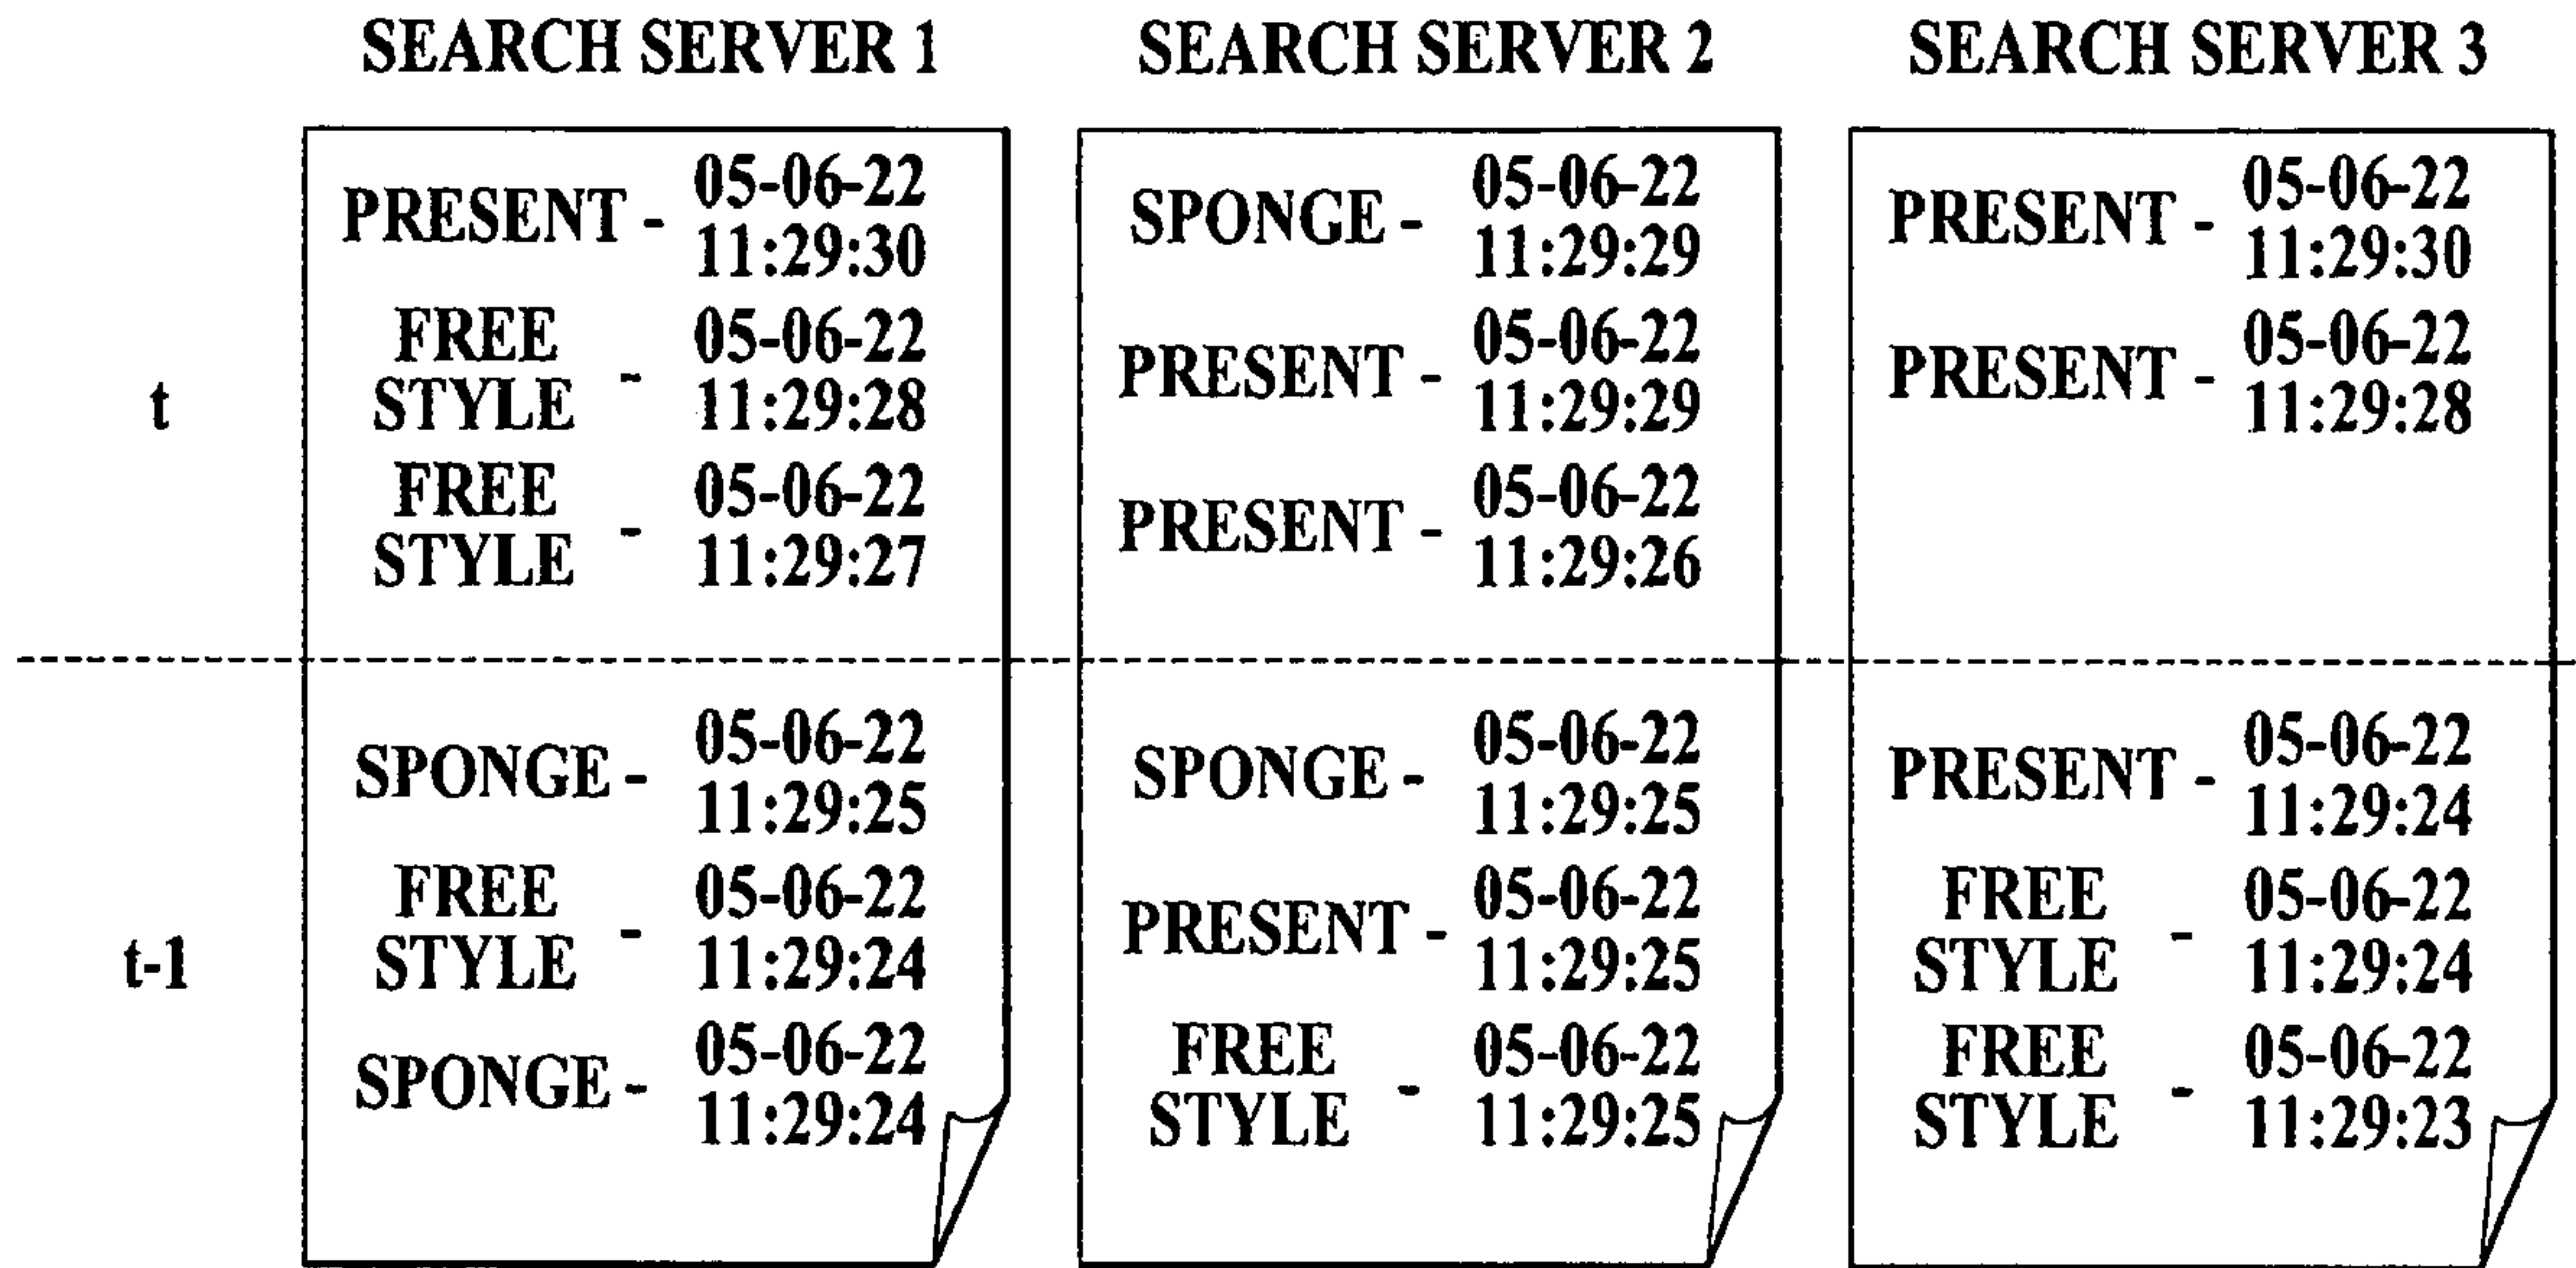 SEARCH SERVER 1 SEARCH SERVER 2 SEARCH SERVER 3
t
PRESENT - 05-06-22
11:29:30
FREE
STYLE - 05-06-22
11:29:28
FREE
STYLE - 05-06-22
11:29:27
SPONGE - 05-06-22
11:29:29
PRESENT - 05-06-22
11:29:29
PRESENT - 05-06-22
11:29:26
PRESENT - 05-06-22
11:29:30
PRESENT - 05-06-22
11:29:28
t-1
SPONGE - 05-06-22
11:29:25
FREE
STYLE - 05-06-22
11:29:24
SPONGE - 05-06-22
11:29:24
SPONGE - 05-06-22
11:29:25
PRESENT - 05-06-22
11:29:25
FREE
STYLE - 05-06-22
11:29:25
PRESENT - 05-06-22
11:29:24
FREE
STYLE - 05-06-22
11:29:24
FREE
STYLE - 05-06-22
11:29:23